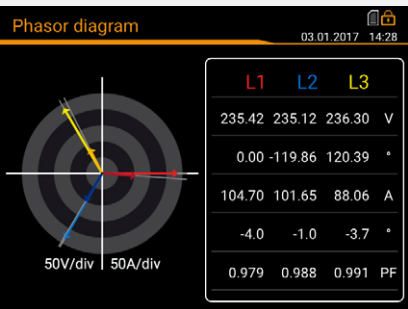 Phasor diagram
03.01.2017 14:28
L1 L2 L3
235.42 235.12 236.30 V
0.00 -119.86 120.39 °
104.70 101.65 88.06 A
-4.0 -1.0 -3.7 °
0.979 0.988 0.991 PF
50V/div 50A/div